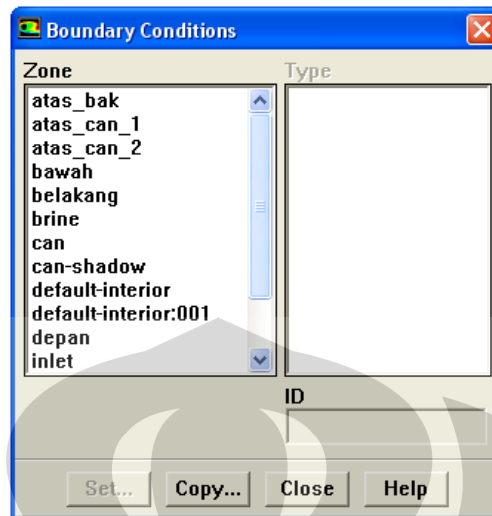 Boundary Conditions
Zone
Type
atas_bak
atas_can_1
atas_can_2
bawah
belakang
brine
can
can-shadow
default-interior
default-interior:001
depan
inlet
ID
Set...
Copy...
Close
Help